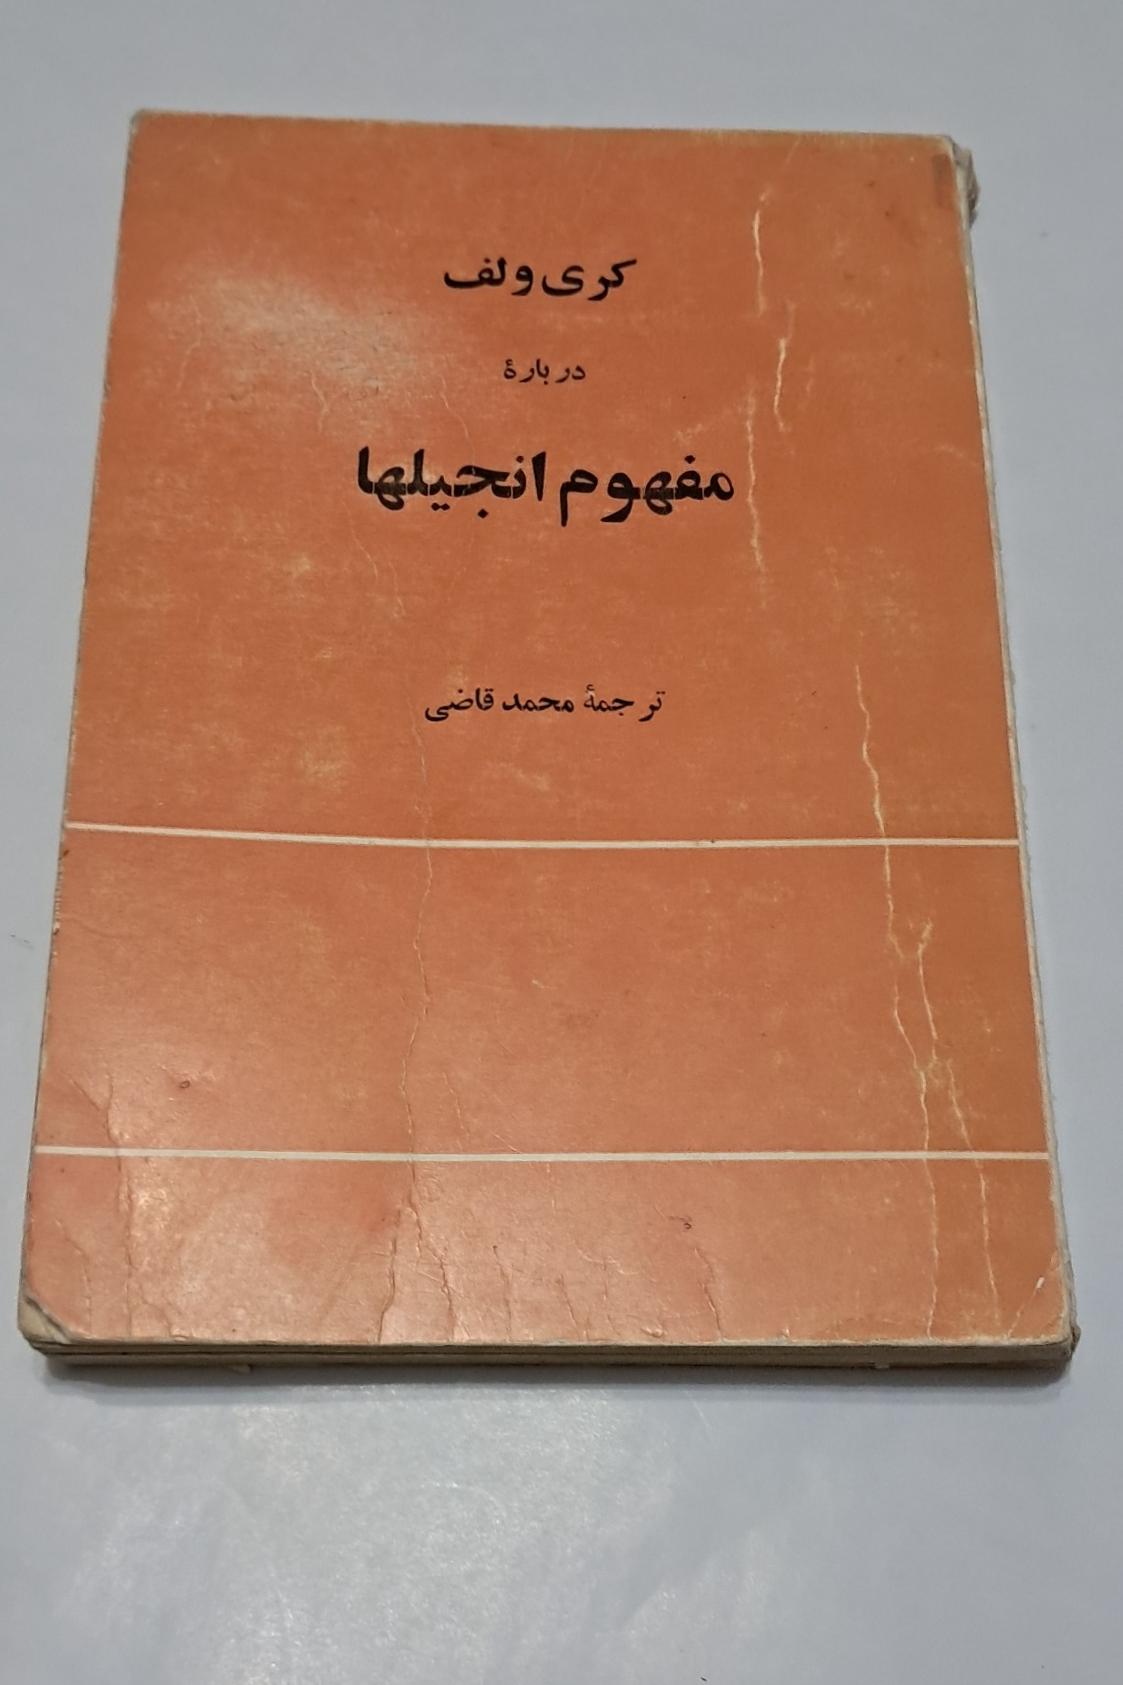 کری ولف
دربارهٔ
مفهوم انجیلها
ترجمهٔ محمد قاضی